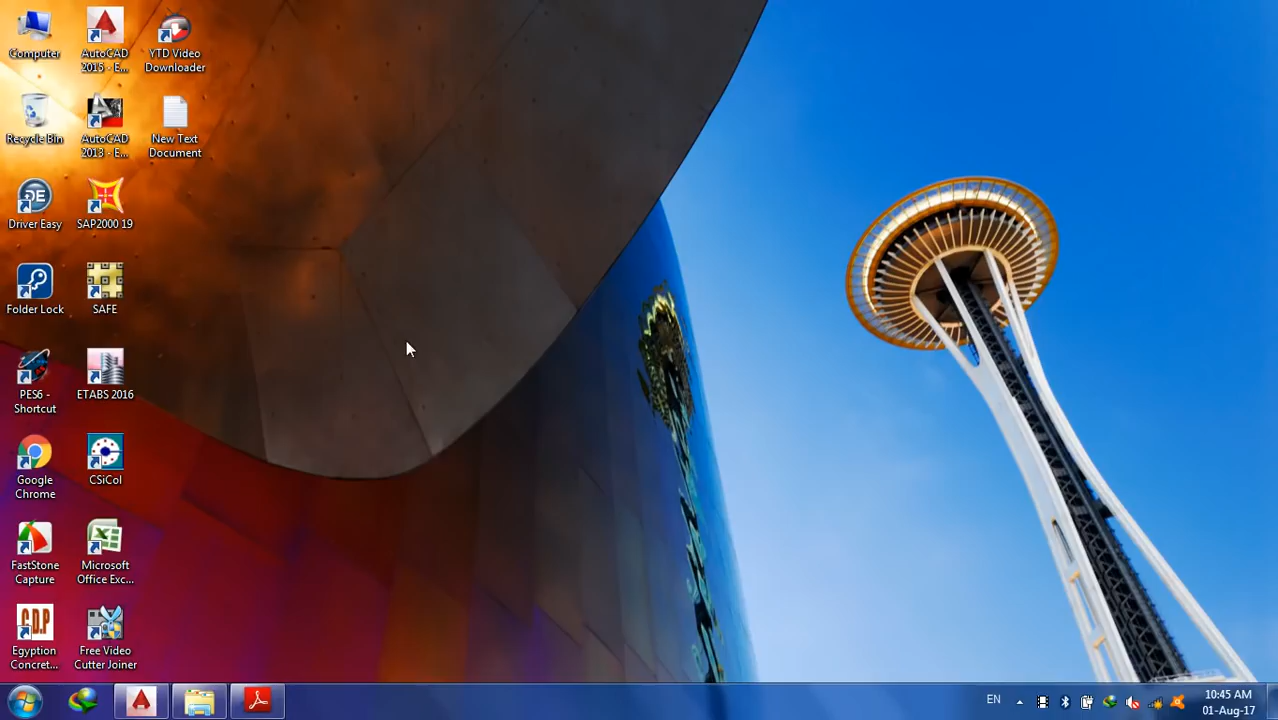 Computer
AutoCAD
2015 - E...
YTD Video
Downloader
Recycle Bin
AutoCAD
2013 - E...
New Text
Document
DE
Driver Easy
SAP2000 19
Folder Lock
SAFE
PES6 -
Shortcut
ETABS 2016
Google
Chrome
CSiCol
FastStone
Capture
Microsoft
Office Exc...
C.D.P
Egyption
Concret...
Free Video
Cutter Joiner
EN
10:45 AM
01-Aug-17